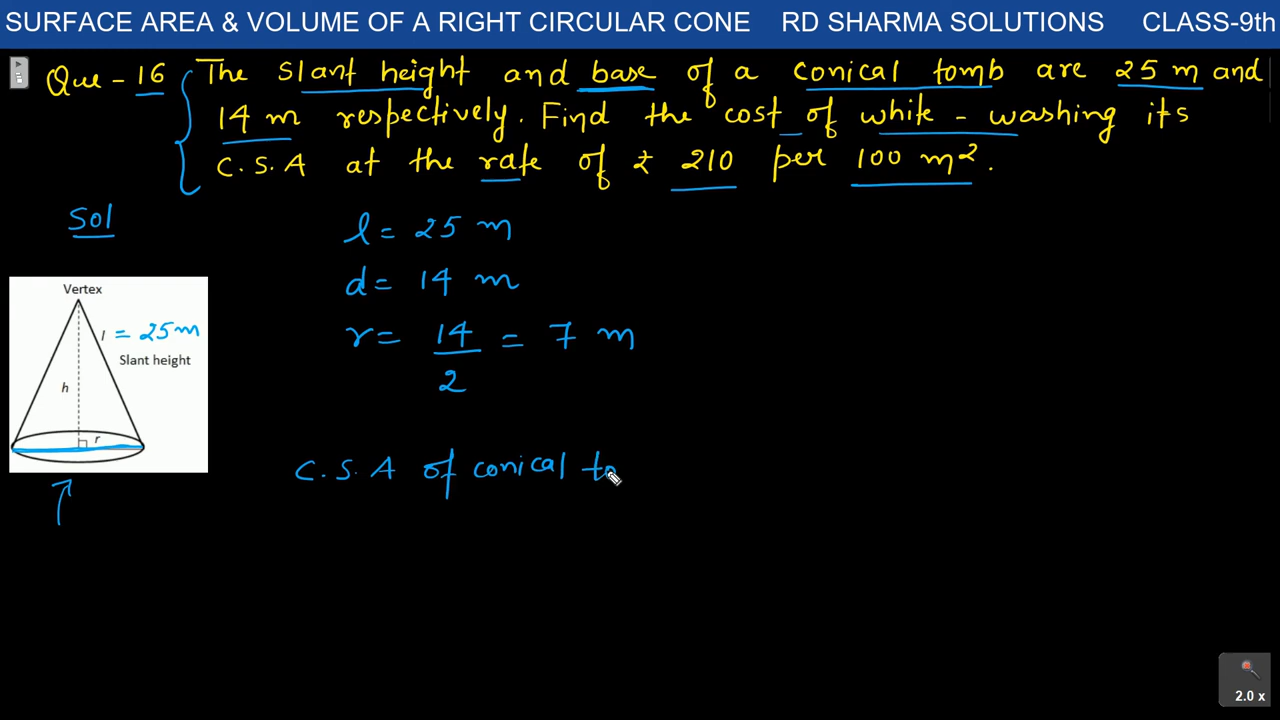 SURFACE AREA & VOLUME OF A RIGHT CIRCULAR CONE RD SHARMA SOLUTIONS CLASS-9th
Que - 16 The slant height and base of a conical tomb are 25 m and
14 m respectively. Find the cost of while - washing its
C.S.A at the rate of ₹ 210 per 100 m².
Sol
l = 25 m
d = 14 m
r = 14/2 = 7 m
Vertex
l = 25m
Slant height
h
r
C.S.A of conical to
2.0 x